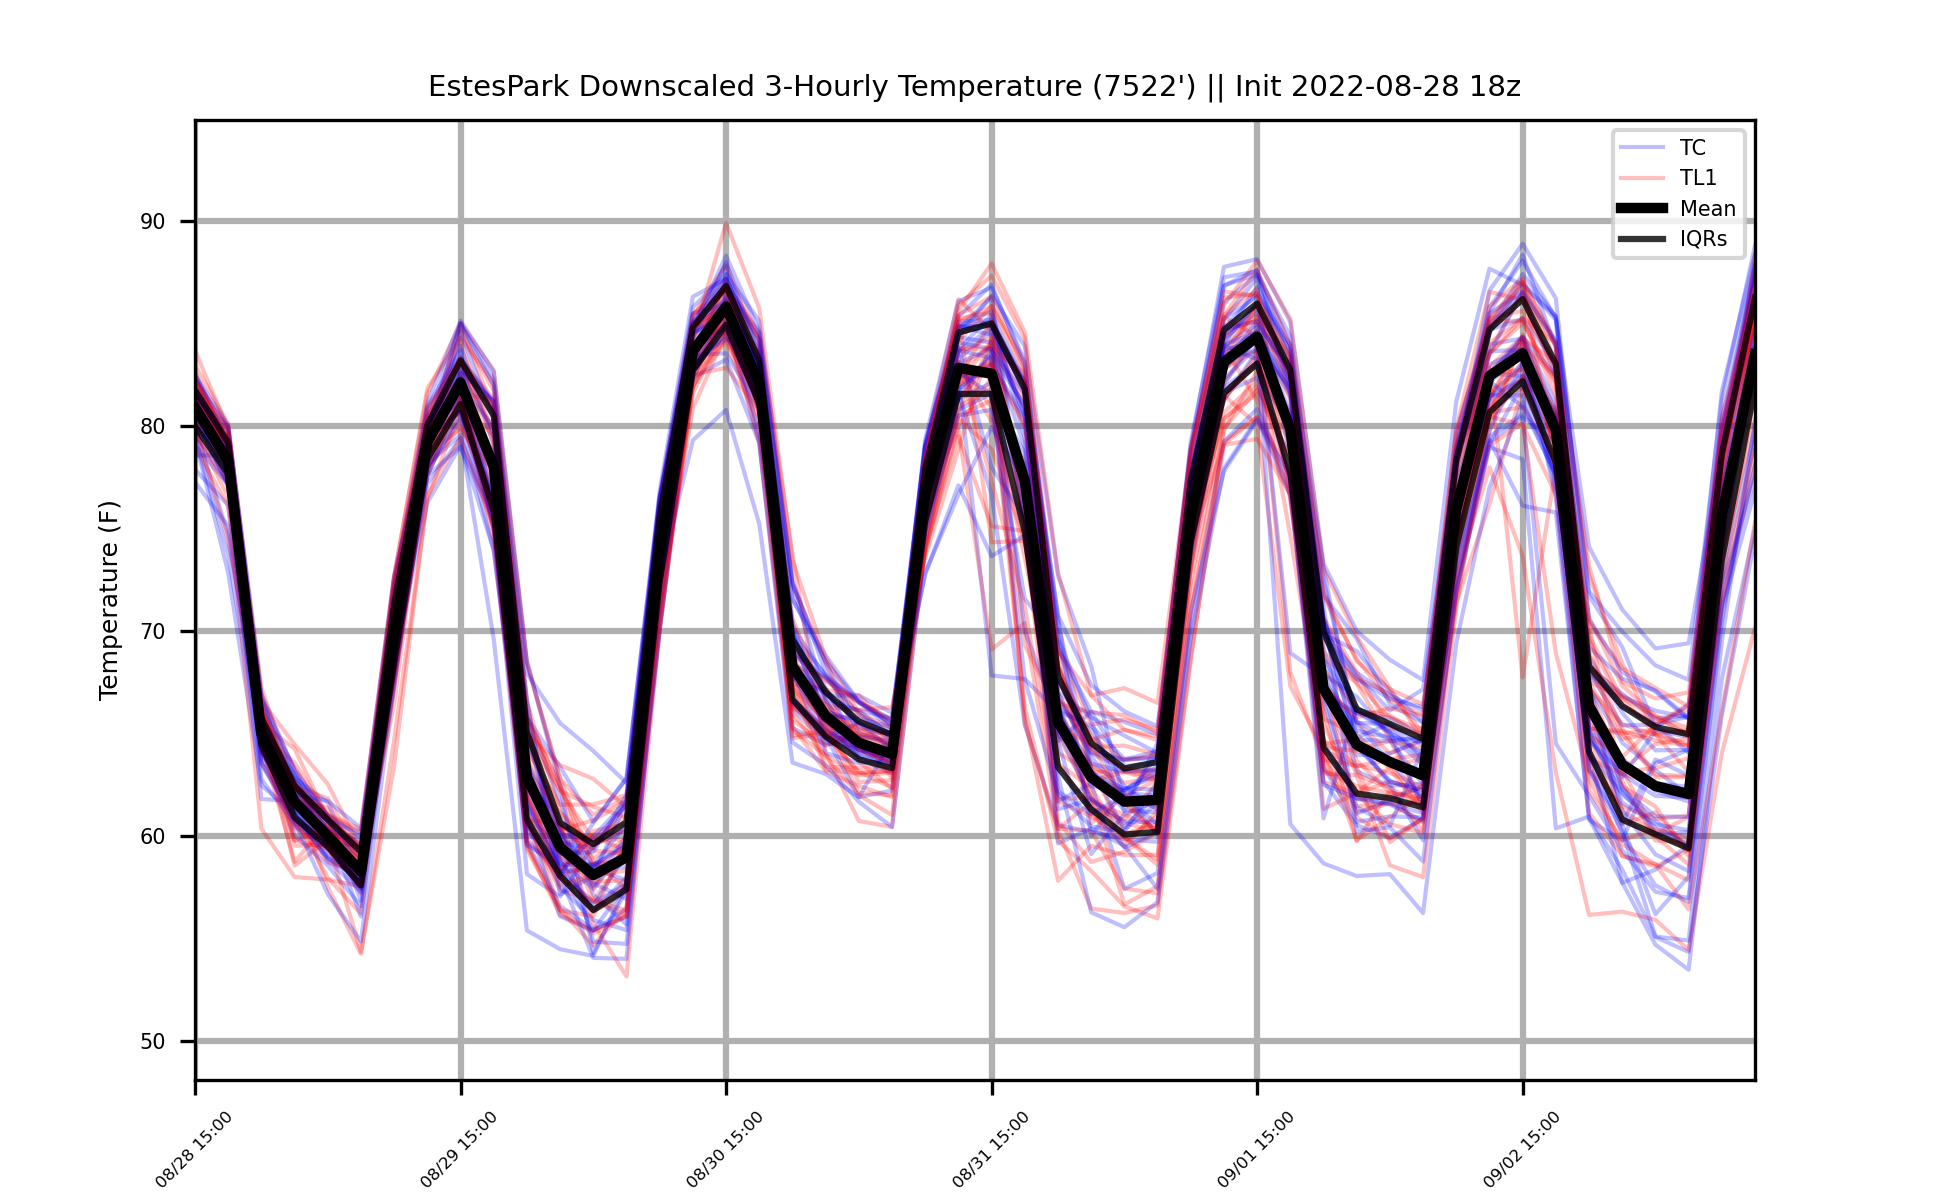 EstesPark Downscaled 3-Hourly Temperature (7522') || Init 2022-08-28 18z
TC
TL1
Mean
IQRs
Temperature (F)
90
80
70
60
50
08/28 15:00
08/29 15:00
08/30 15:00
08/31 15:00
09/01 15:00
09/02 15:00